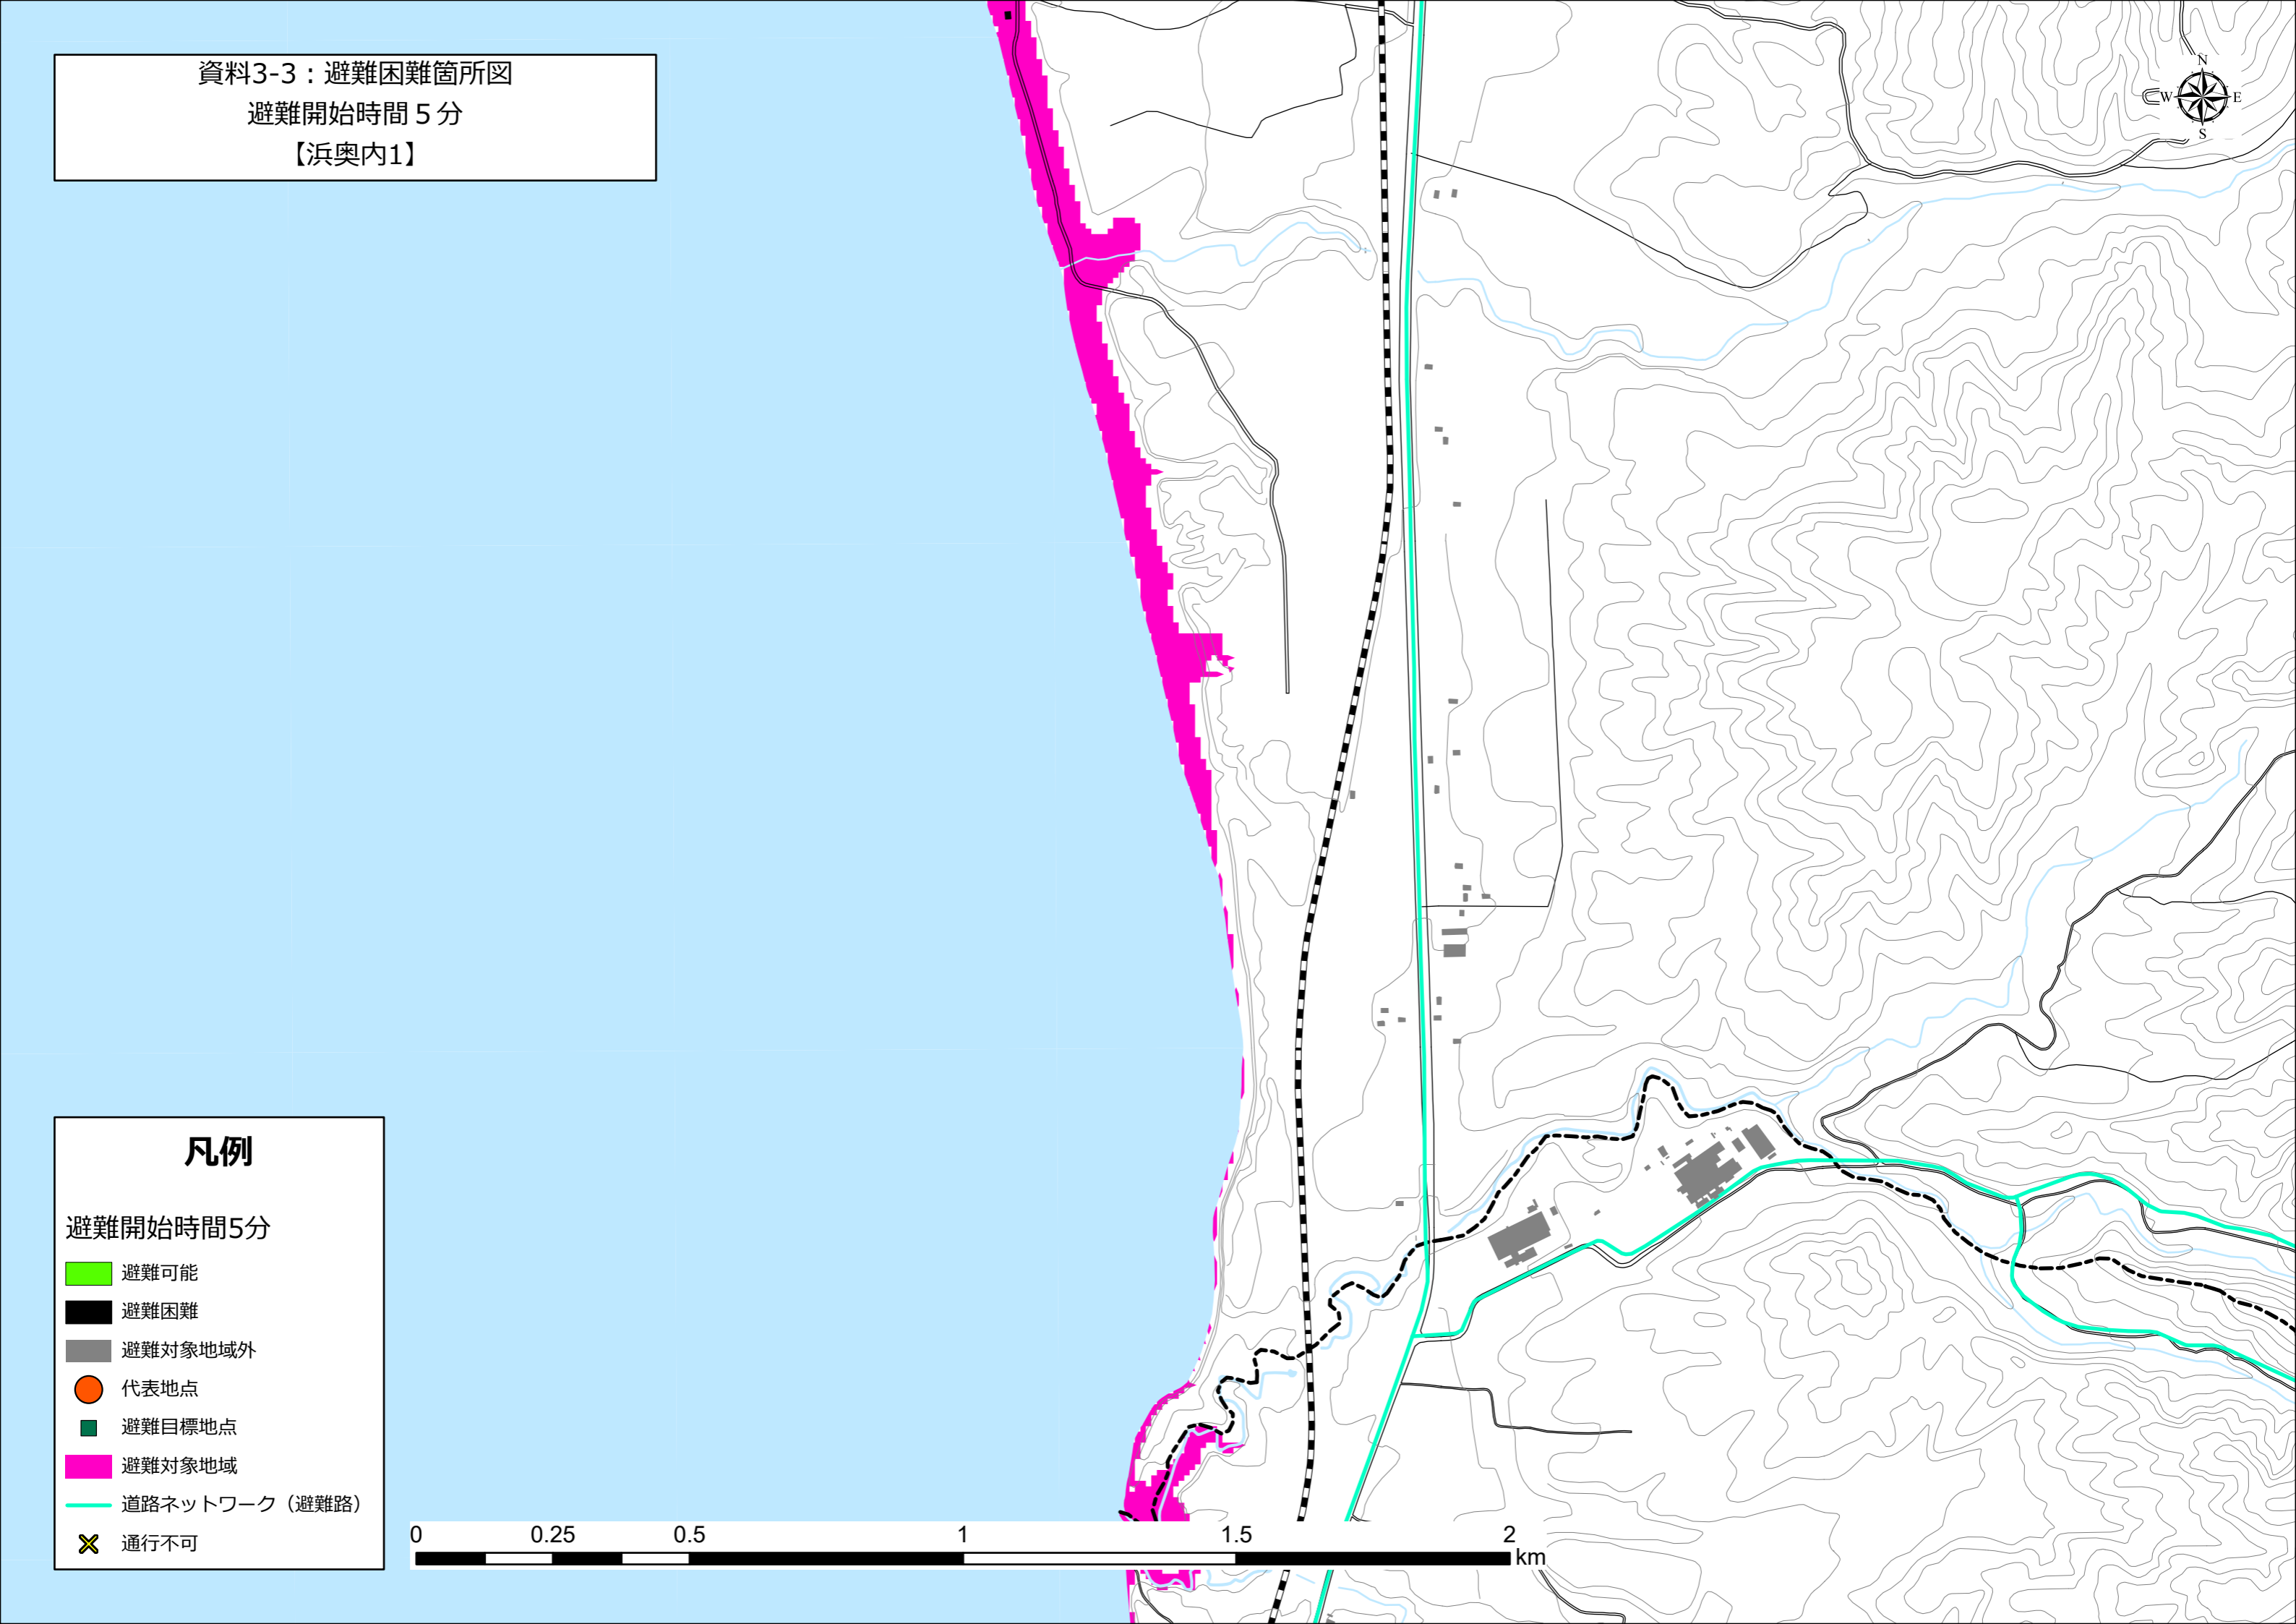 資料3-3：避難困難箇所図
避難開始時間５分
【浜奥内1】
N
W E
S
凡例
避難開始時間5分
避難可能
避難困難
避難対象地域外
代表地点
避難目標地点
避難対象地域
道路ネットワーク（避難路）
通行不可
0 0.25 0.5 1 1.5 2
km